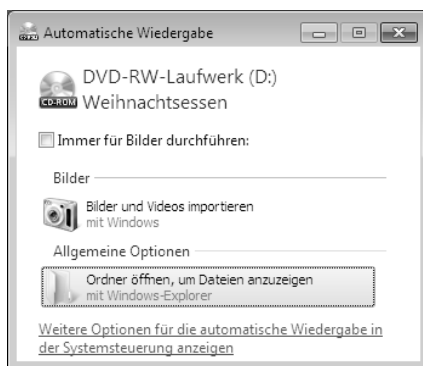 Automatische Wiedergabe
DVD-RW-Laufwerk (D:)
Weihnachtsessen
CD-ROM
Immer für Bilder durchführen:
Bilder
Bilder und Videos importieren
mit Windows
Allgemeine Optionen
Ordner öffnen, um Dateien anzuzeigen
mit Windows-Explorer
Weitere Optionen für die automatische Wiedergabe in
der Systemsteuerung anzeigen